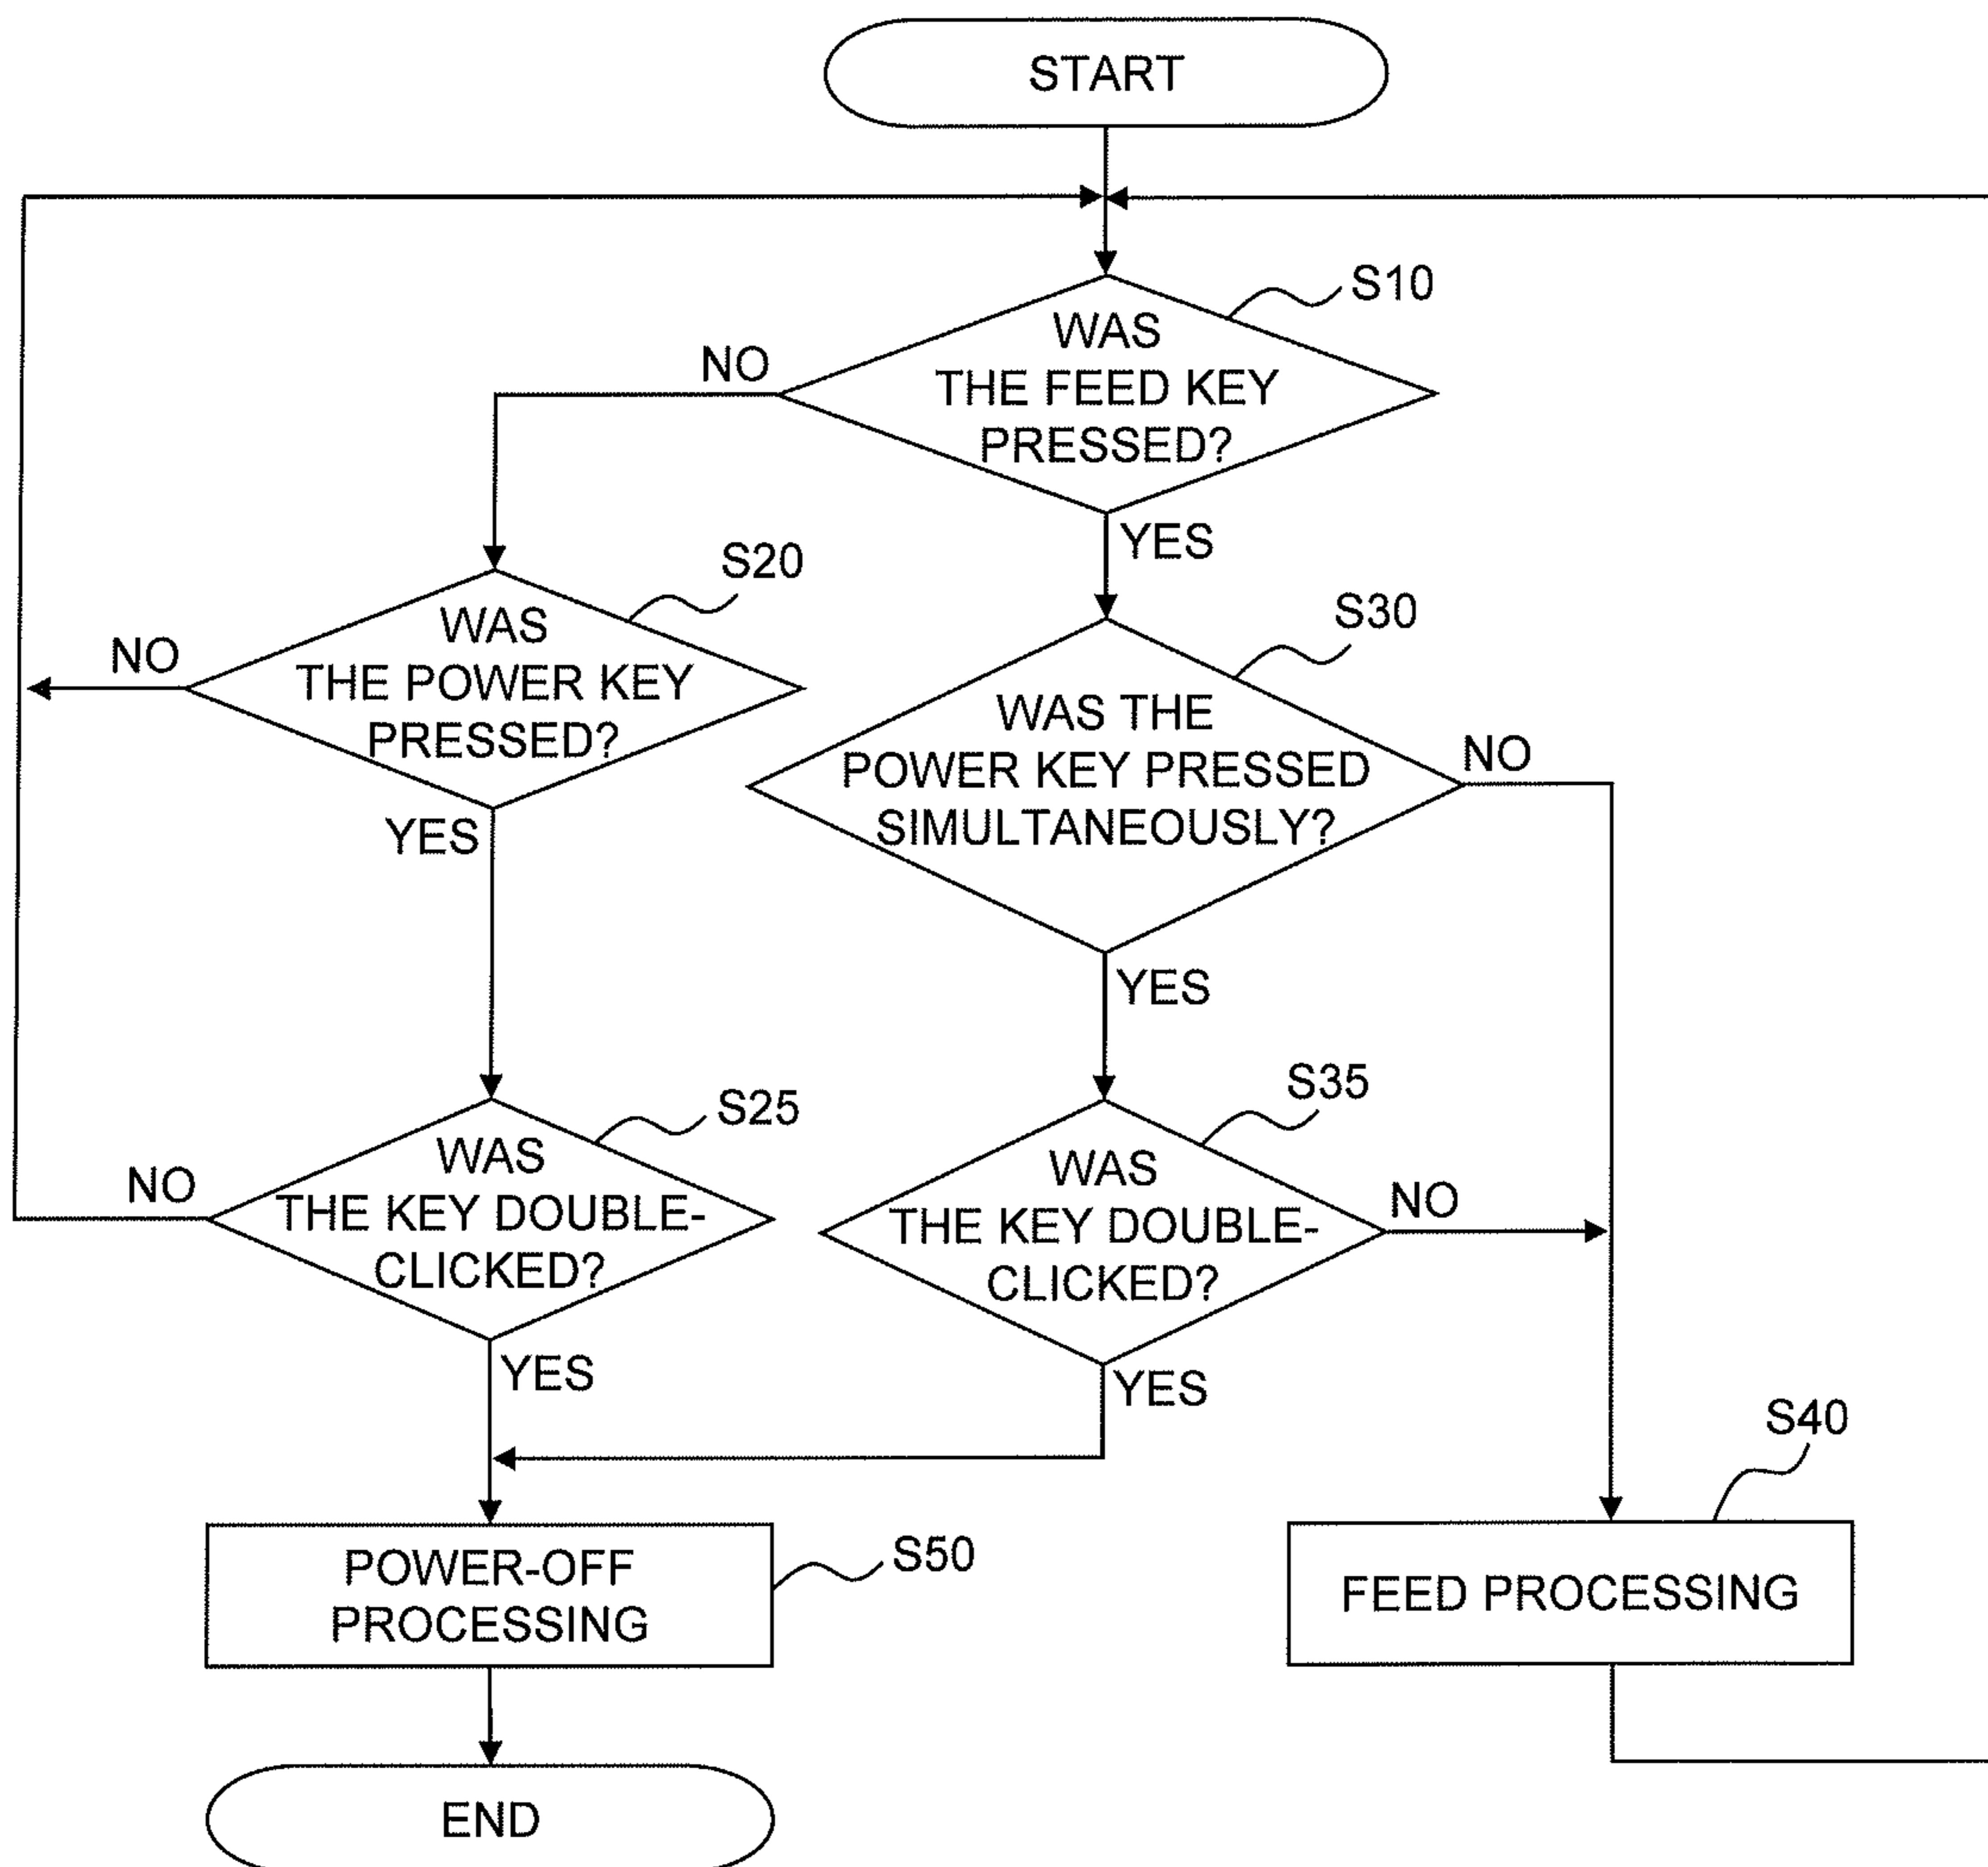 START
S10
WAS
THE FEED KEY
PRESSED?
NO
YES
S20
WAS
THE POWER KEY
PRESSED?
NO
YES
S30
WAS THE
POWER KEY PRESSED
SIMULTANEOUSLY?
NO
YES
S25
WAS
THE KEY DOUBLE-
CLICKED?
NO
YES
S35
WAS
THE KEY DOUBLE-
CLICKED?
NO
YES
S40
FEED PROCESSING
S50
POWER-OFF
PROCESSING
END